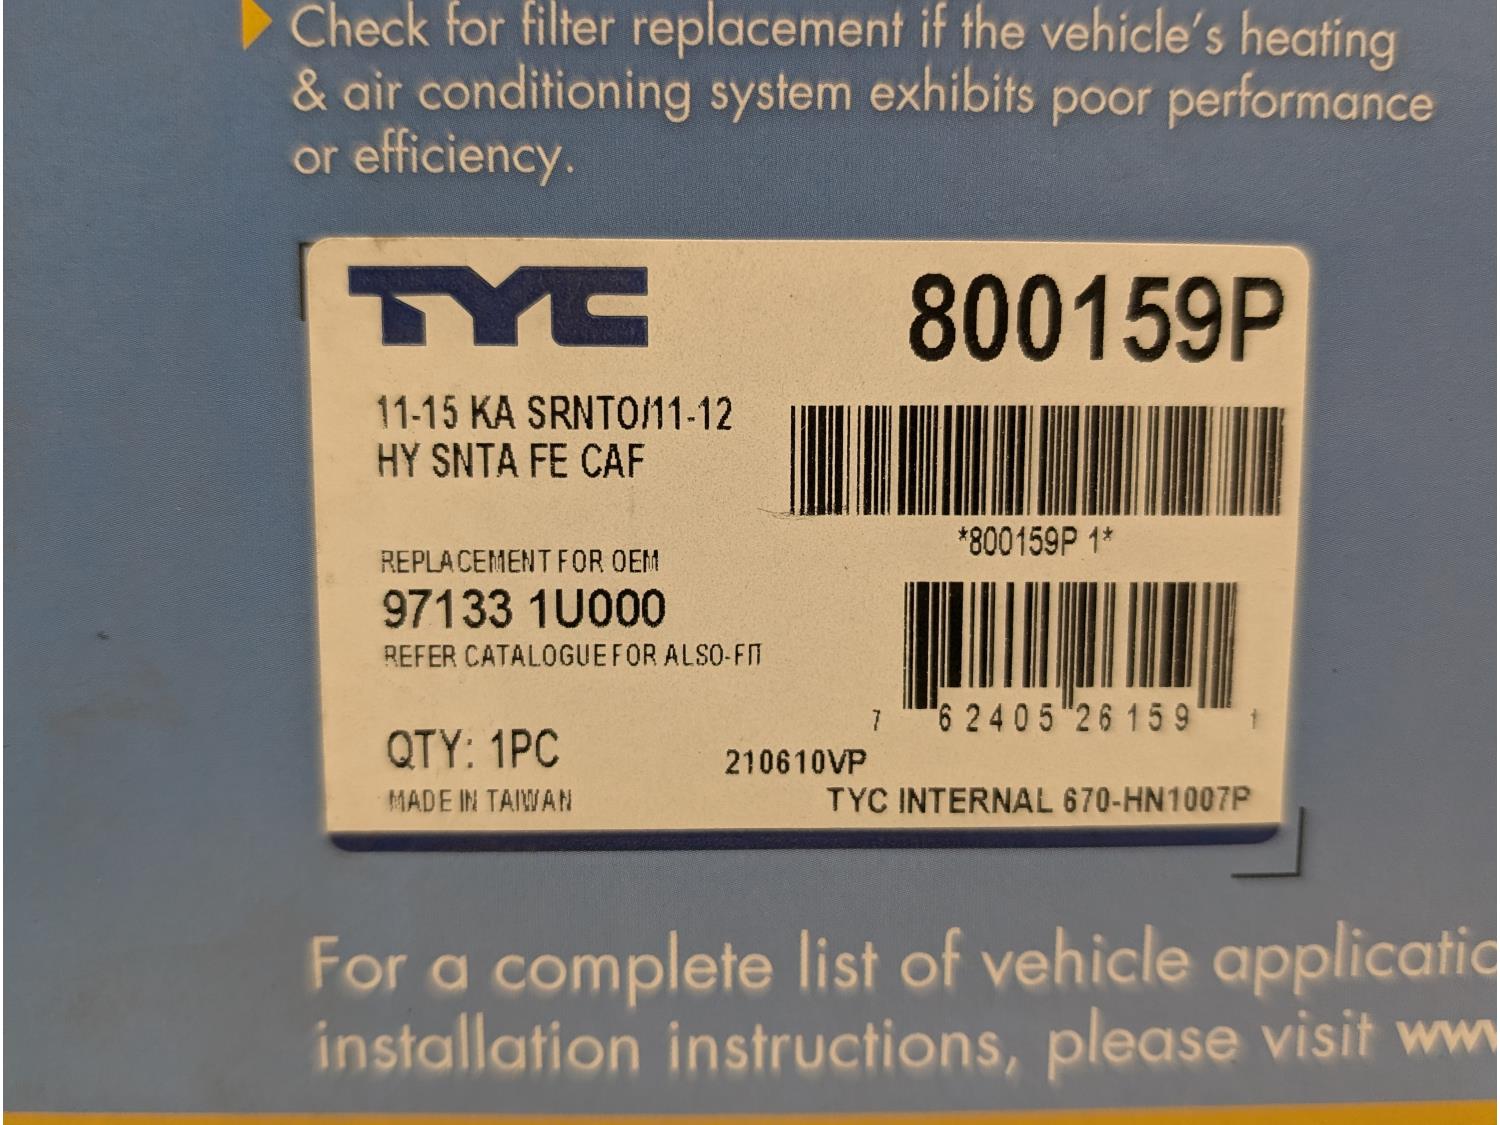 Check for filter replacement if the vehicle's heating
& air conditioning system exhibits poor performance
or efficiency.
TYC
800159P
11-15 KA SRNTO/11-12
HY SNTA FE CAF
*800159P 1*
REPLACEMENT FOR OEM
97133 1U000
REFER CATALOGUE FOR ALSO-FIT
7 62405 26159 1
QTY: 1PC
210610VP
MADE IN TAIWAN
TYC INTERNAL 670-HN1007P
For a complete list of vehicle applicatio
installation instructions, please visit www